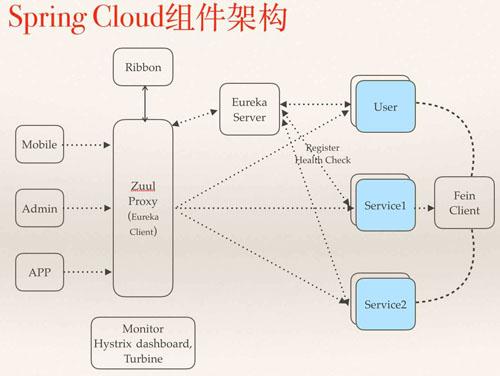 Spring Cloud组件架构
Ribbon
Eureka
Server
User
Mobile
Register
Health Check
Zuul
Proxy
(Eureka
Client)
Admin
Service1
Fein
Client
APP
Service2
Monitor
Hystrix dashboard,
Turbine